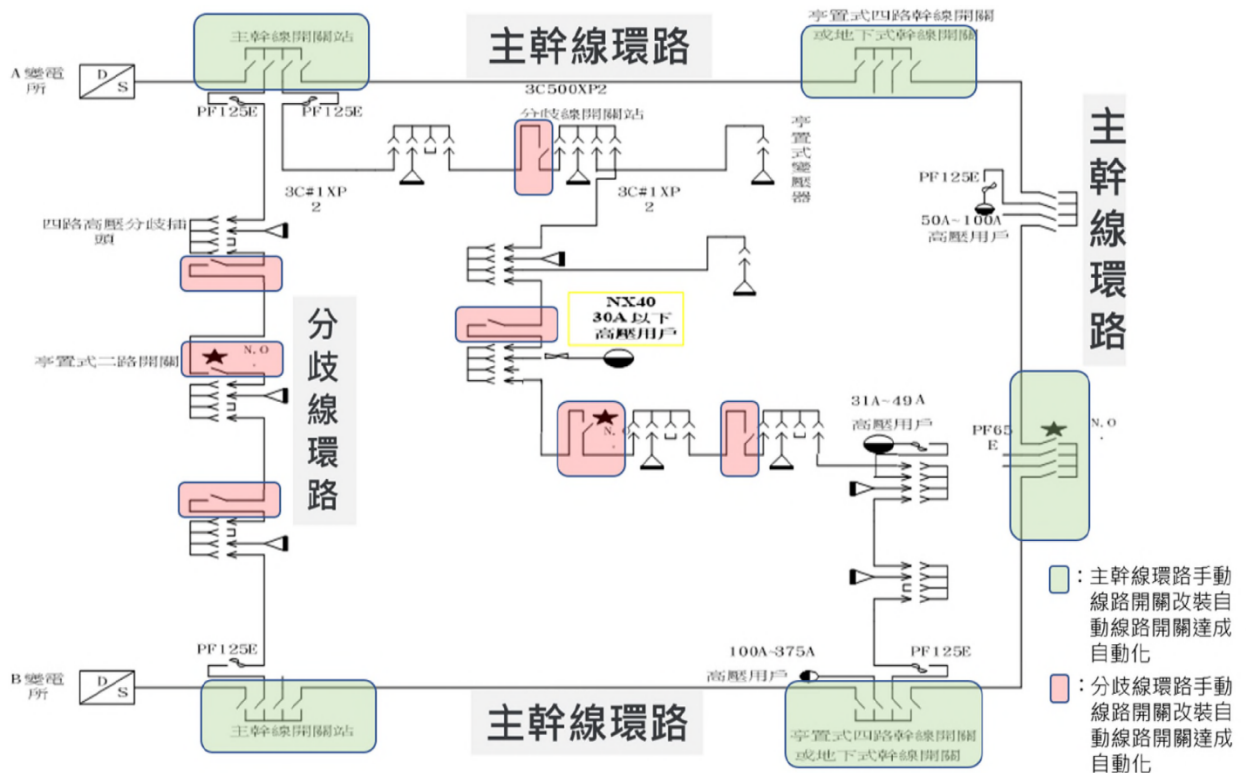 主幹線開關站
主幹線環路
亭置式四路幹線開關
或地下式幹線開關
A變電
所
D
S
3C500XP2
PF125E
PF125E
分歧線開關站
亭置式變壓器
主幹線環路
3C#1XP
2
3C#1XP
2
PF125E
50A~100A
高壓用戶
四路高壓分歧插
頭
分歧線環路
NX40
30A以下
高壓用戶
亭置式二路開關
N.O
.
31A~49A
高壓用戶
N.O
.
PF65
E
N.O
.
:主幹線環路手動
線路開關改裝自
動線路開關達成
自動化
PF125E
100A~375A
高壓用戶
PF125E
B變電
所
D
S
主幹線開關站
主幹線環路
亭置式四路幹線開關
或地下式幹線開關
:分歧線環路手動
線路開關改裝自
動線路開關達成
自動化